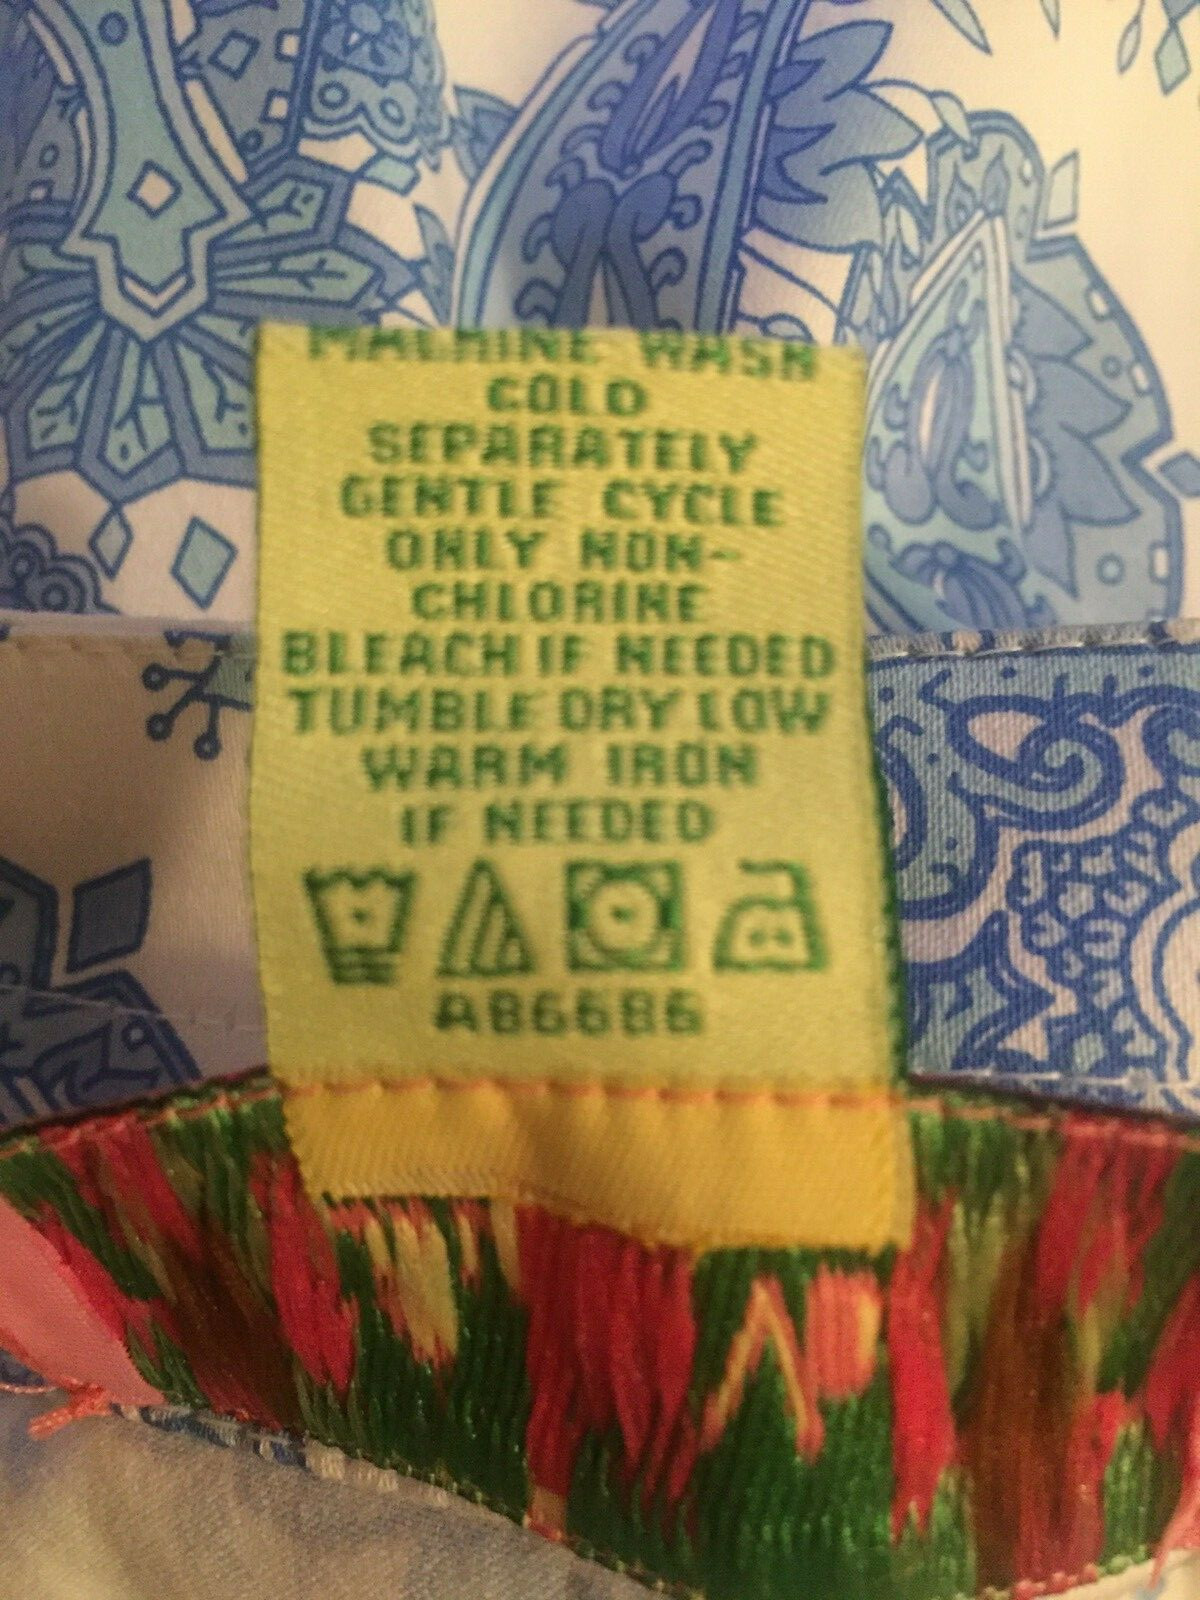 MACHINE WASH
COLD
SEPARATELY
GENTLE CYCLE
ONLY NON-
CHLORINE
BLEACH IF NEEDED
TUMBLE DRY LOW
WARM IRON
IF NEEDED
AB6686